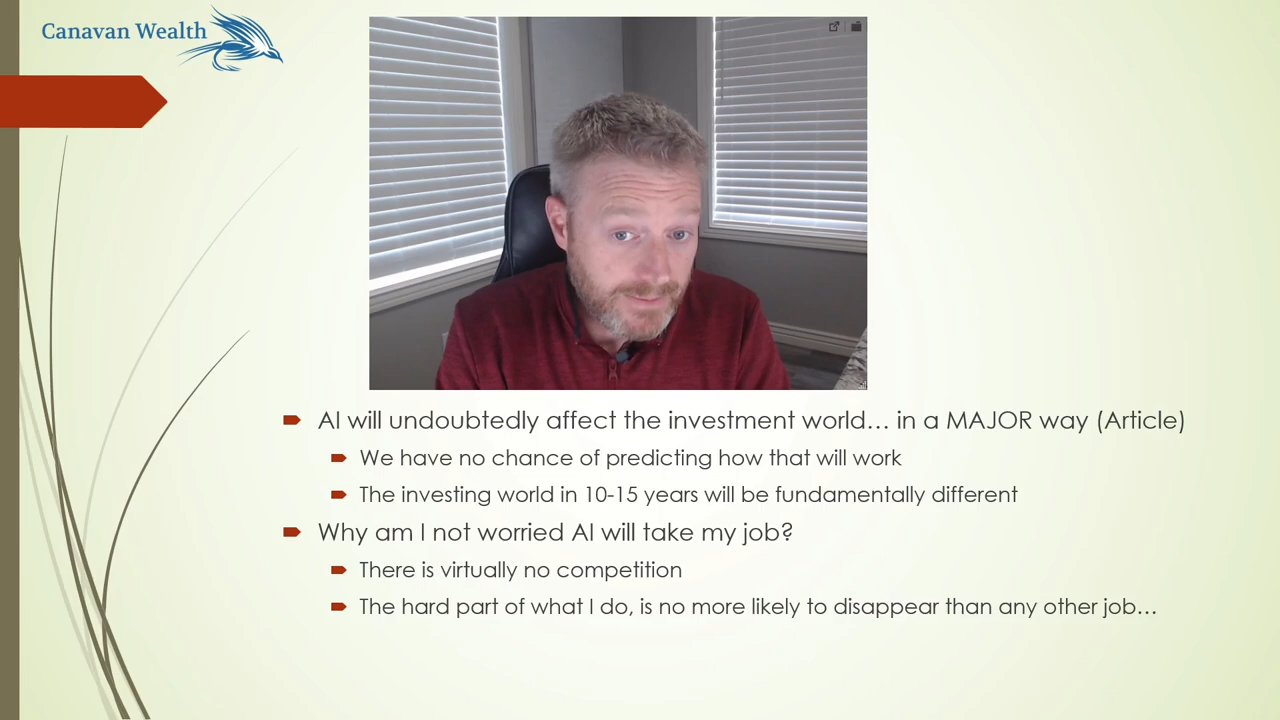 Canavan Wealth
AI will undoubtedly affect the investment world... in a MAJOR way (Article)
We have no chance of predicting how that will work
The investing world in 10-15 years will be fundamentally different
Why am I not worried AI will take my job?
There is virtually no competition
The hard part of what I do, is no more likely to disappear than any other job...